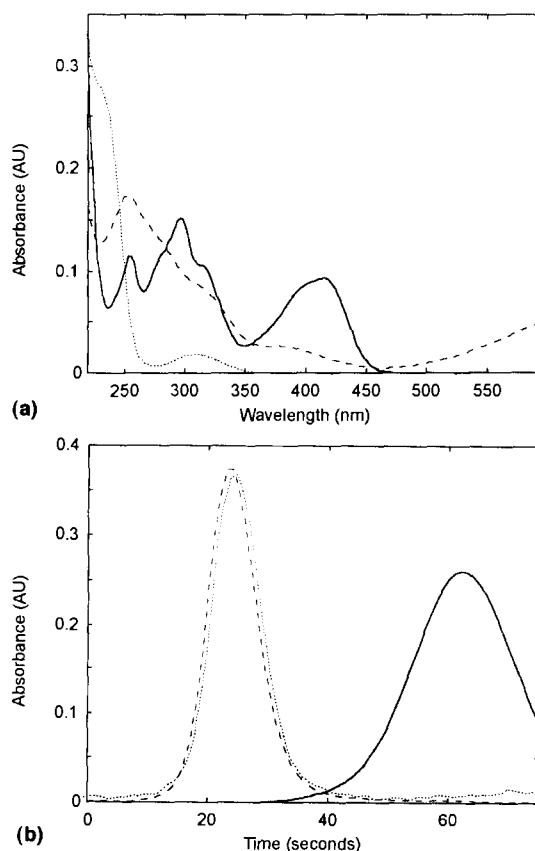 0.3
0.2
0.1
0
Absorbance (AU)
250 300 350 400 450 500 550
Wavelength (nm)
(a)
0.4
0.3
0.2
0.1
0
Absorbance (AU)
0 20 40 60
Time (seconds)
(b)